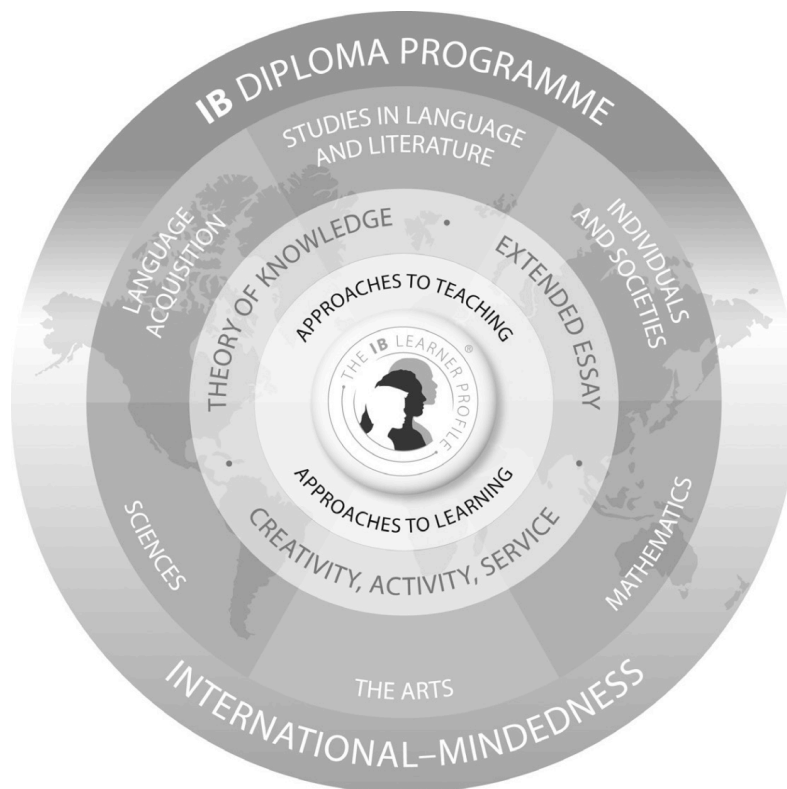 IB DIPLOMA PROGRAMME
STUDIES IN LANGUAGE
AND LITERATURE
LANGUAGE
ACQUISITION
INDIVIDUALS
AND SOCIETIES
THEORY OF KNOWLEDGE
·
EXTENDED ESSAY
APPROACHES TO TEACHING
· THE IB LEARNER PROFILE ·
®
APPROACHES TO LEARNING
·
CREATIVITY, ACTIVITY, SERVICE
·
SCIENCES
MATHEMATICS
THE ARTS
INTERNATIONAL–MINDEDNESS